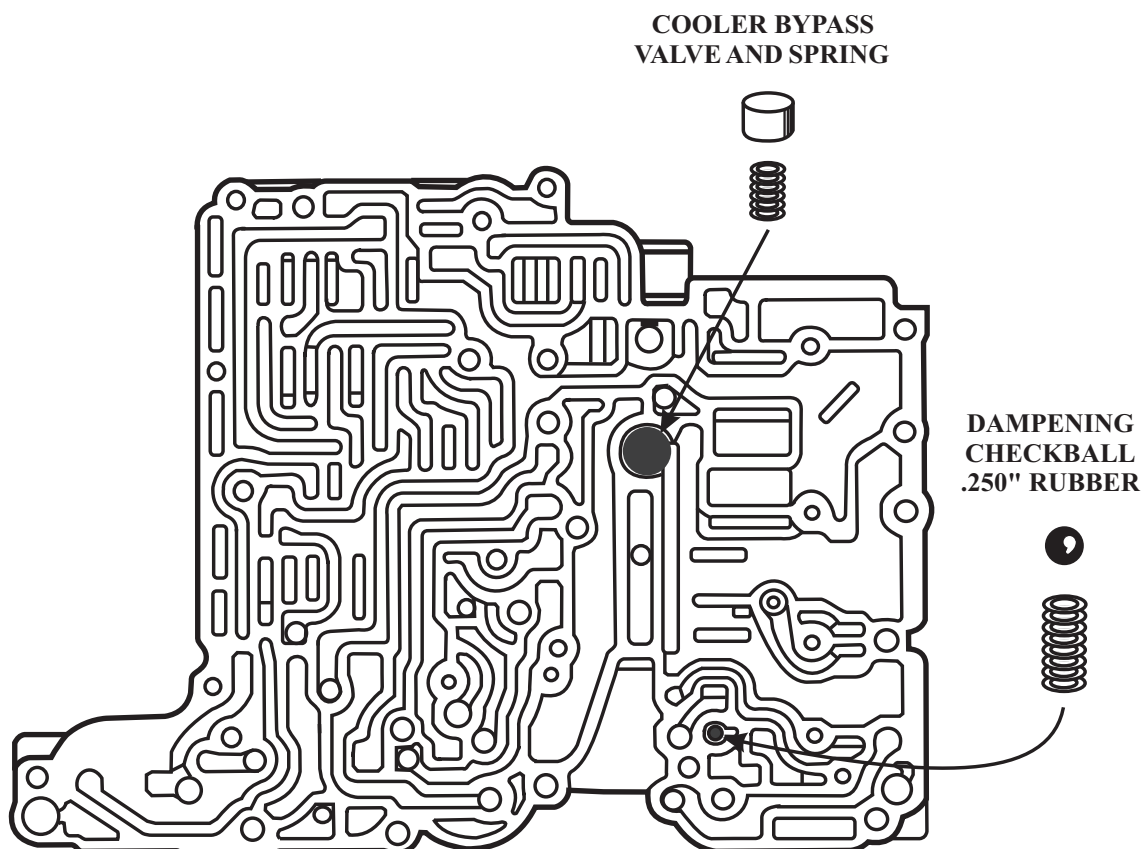 COOLER BYPASS
VALVE AND SPRING
DAMPENING
CHECKBALL
.250" RUBBER